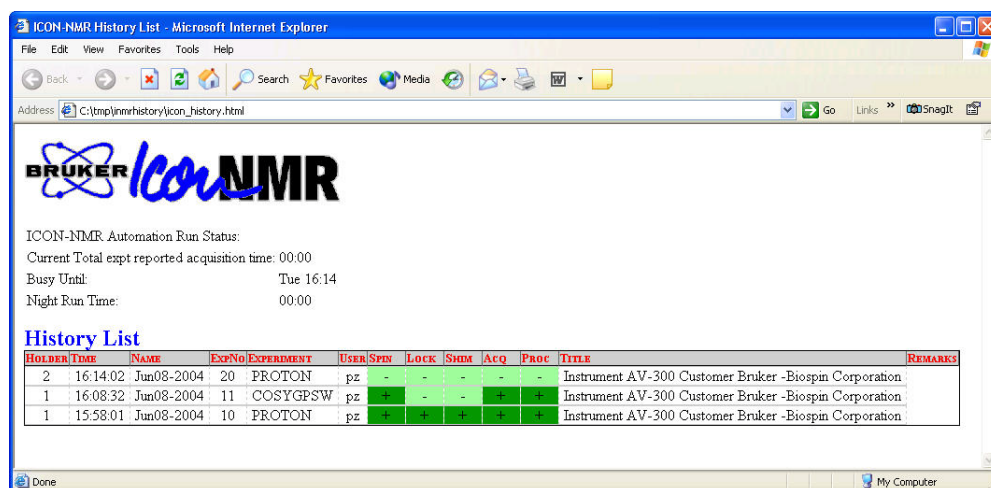 ICON-NMR History List - Microsoft Internet Explorer
File Edit View Favorites Tools Help
Back Search Favorites Media
Address C:\tmp\inmrhistory\icon_history.html Go Links » SnagIt
BRUKER Icon NMR
ICON-NMR Automation Run Status:
Current Total expt reported acquisition time: 00:00
Busy Until: Tue 16:14
Night Run Time: 00:00
History List
HOLDER TIME NAME EXPNO EXPERIMENT USER SPIN LOCK SHIM ACQ PROC TITLE REMARKS
2 16:14:02 Jun08-2004 20 PROTON pz - - - - - Instrument AV-300 Customer Bruker -Biospin Corporation
1 16:08:32 Jun08-2004 11 COSYGPSW pz + - - + + Instrument AV-300 Customer Bruker -Biospin Corporation
1 15:58:01 Jun08-2004 10 PROTON pz + + + + + Instrument AV-300 Customer Bruker -Biospin Corporation
Done My Computer